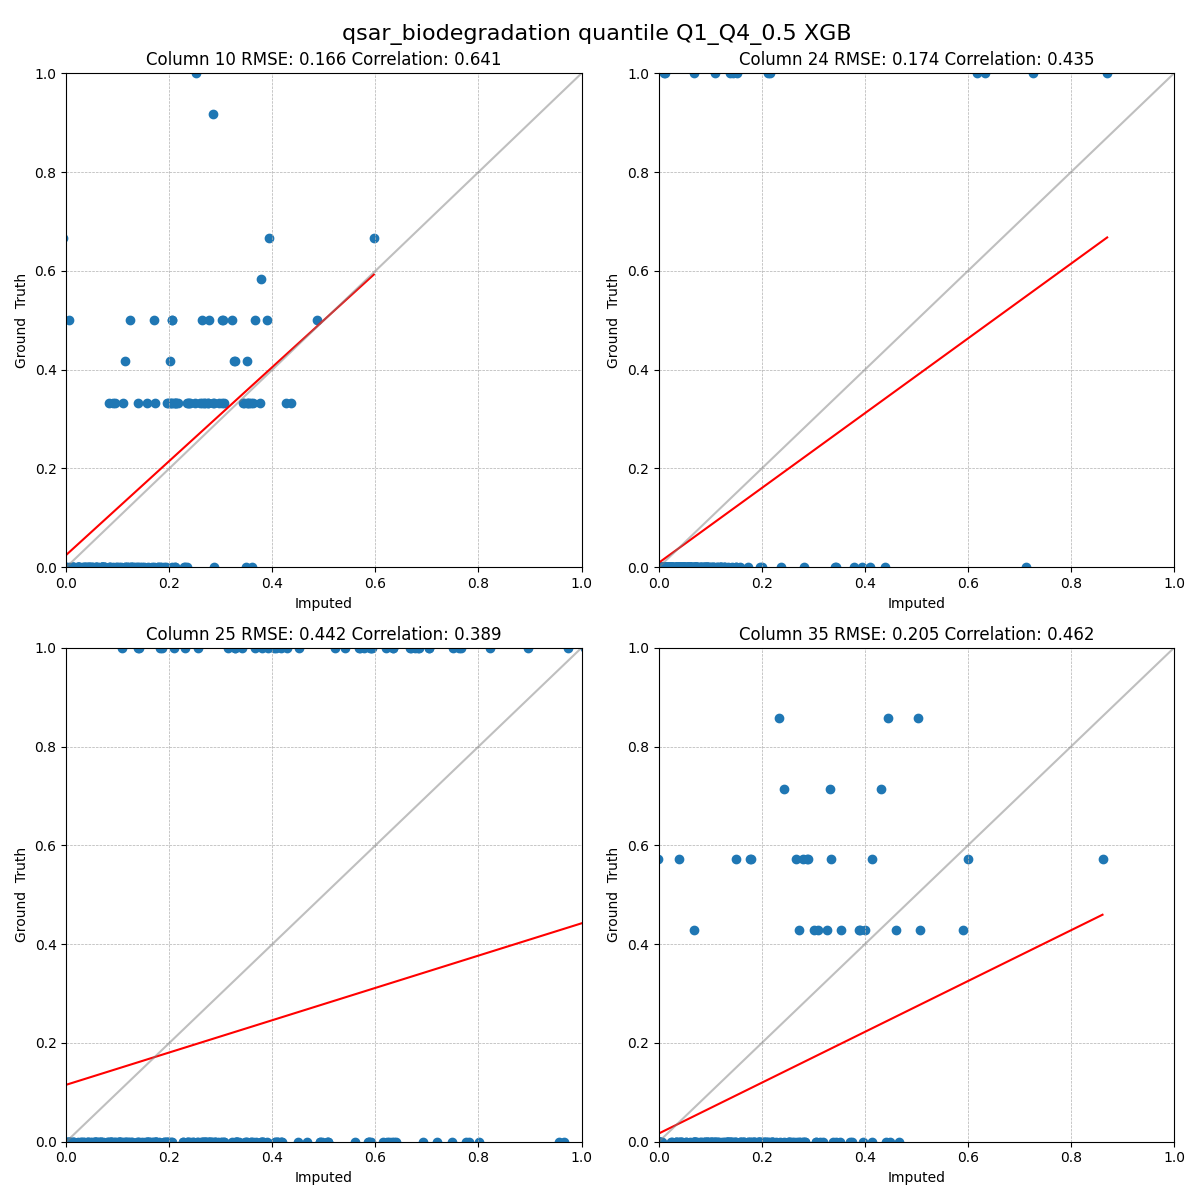 qsar_biodegradation quantile Q1_Q4_0.5 XGB
Column 10 RMSE: 0.166 Correlation: 0.641
1.0
0.8
0.6
0.4
0.2
0.0
Ground Truth
0.0 0.2 0.4 0.6 0.8 1.0
Imputed
Column 24 RMSE: 0.174 Correlation: 0.435
1.0
0.8
0.6
0.4
0.2
0.0
Ground Truth
0.0 0.2 0.4 0.6 0.8 1.0
Imputed
Column 25 RMSE: 0.442 Correlation: 0.389
1.0
0.8
0.6
0.4
0.2
0.0
Ground Truth
0.0 0.2 0.4 0.6 0.8 1.0
Imputed
Column 35 RMSE: 0.205 Correlation: 0.462
1.0
0.8
0.6
0.4
0.2
0.0
Ground Truth
0.0 0.2 0.4 0.6 0.8 1.0
Imputed